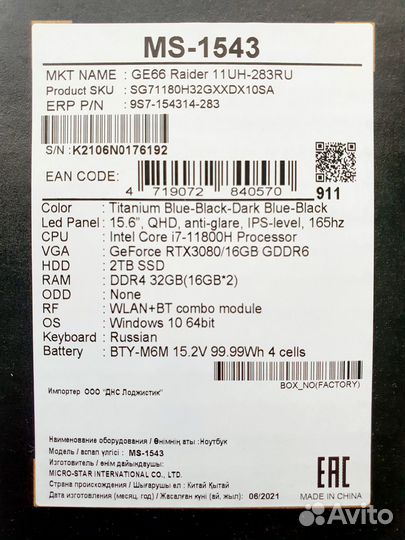 MS-1543
MKT NAME : GE66 Raider 11UH-283RU
Product SKU : SG71180H32GXXDX10SA
ERP P/N : 9S7-154314-283
S/N: K2106N0176192
EAN CODE:
4 719072 840570 911
Color : Titanium Blue-Black-Dark Blue-Black
Led Panel : 15.6", QHD, anti-glare, IPS-level, 165hz
CPU : Intel Core i7-11800H Processor
VGA : GeForce RTX3080/16GB GDDR6
HDD : 2TB SSD
RAM : DDR4 32GB(16GB*2)
ODD : None
RF : WLAN+BT combo module
OS : Windows 10 64bit
Keyboard : Russian
Battery : BTY-M6M 15.2V 99.99Wh 4 cells
BOX_NO(FACTORY)
Импортер ООО "ДНС Лоджистик"
Наименование оборудования / Өнімнің аты : Ноутбук
Модель / аспап үлгісі : MS-1543
Изготовитель / өнім дайындаушы:
MICRO-STAR INTERNATIONAL CO., LTD.
Страна происхождения / Шығарушы ел : Китай Қытай
Дата изготовления (месяц, год) / Жасалған күні (ай, жыл): 06/2021
EAC
MADE IN CHINA
Avito